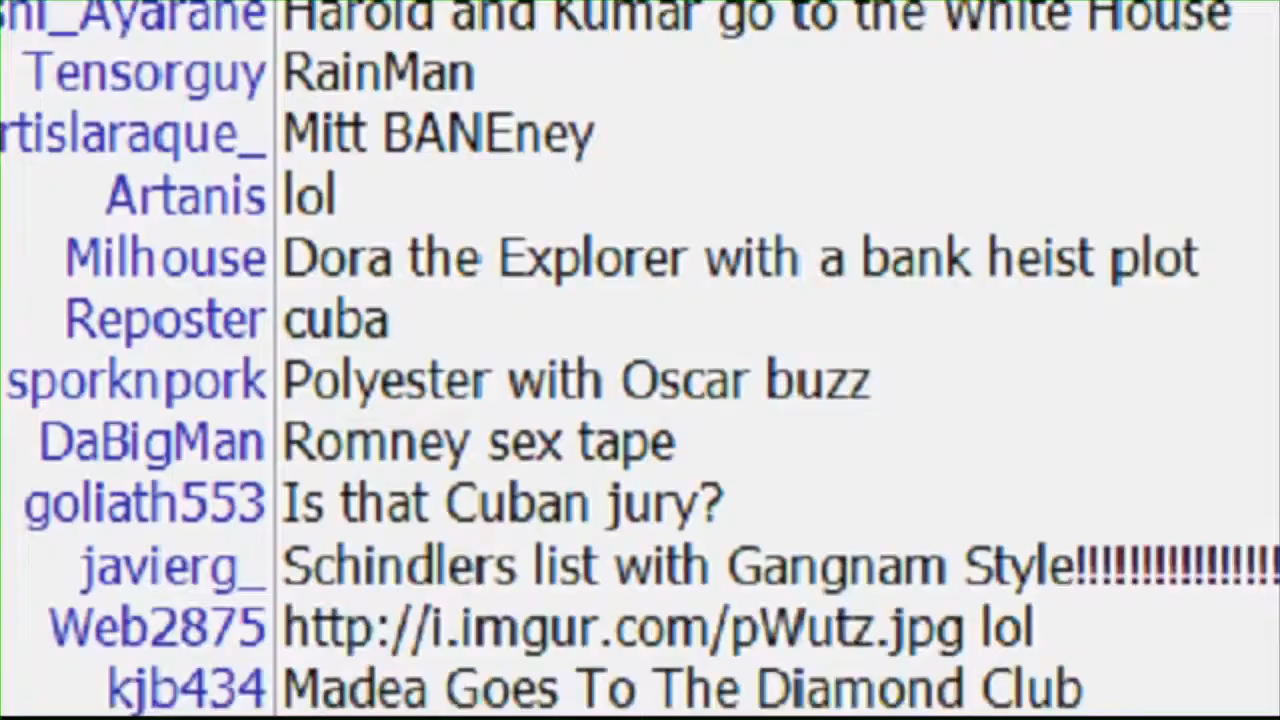 Harold and Kumar go to the White House
Tensorguy RainMan
rtislaraque_ Mitt BANEney
Artanis lol
Milhouse Dora the Explorer with a bank heist plot
Reposter cuba
sporknpork Polyester with Oscar buzz
DaBigMan Romney sex tape
goliath553 Is that Cuban jury?
javierg_ Schindlers list with Gangnam Style!!!!!!!!!!!!!!!!
Web2875 http://i.imgur.com/pWutz.jpg lol
kjb434 Madea Goes To The Diamond Club